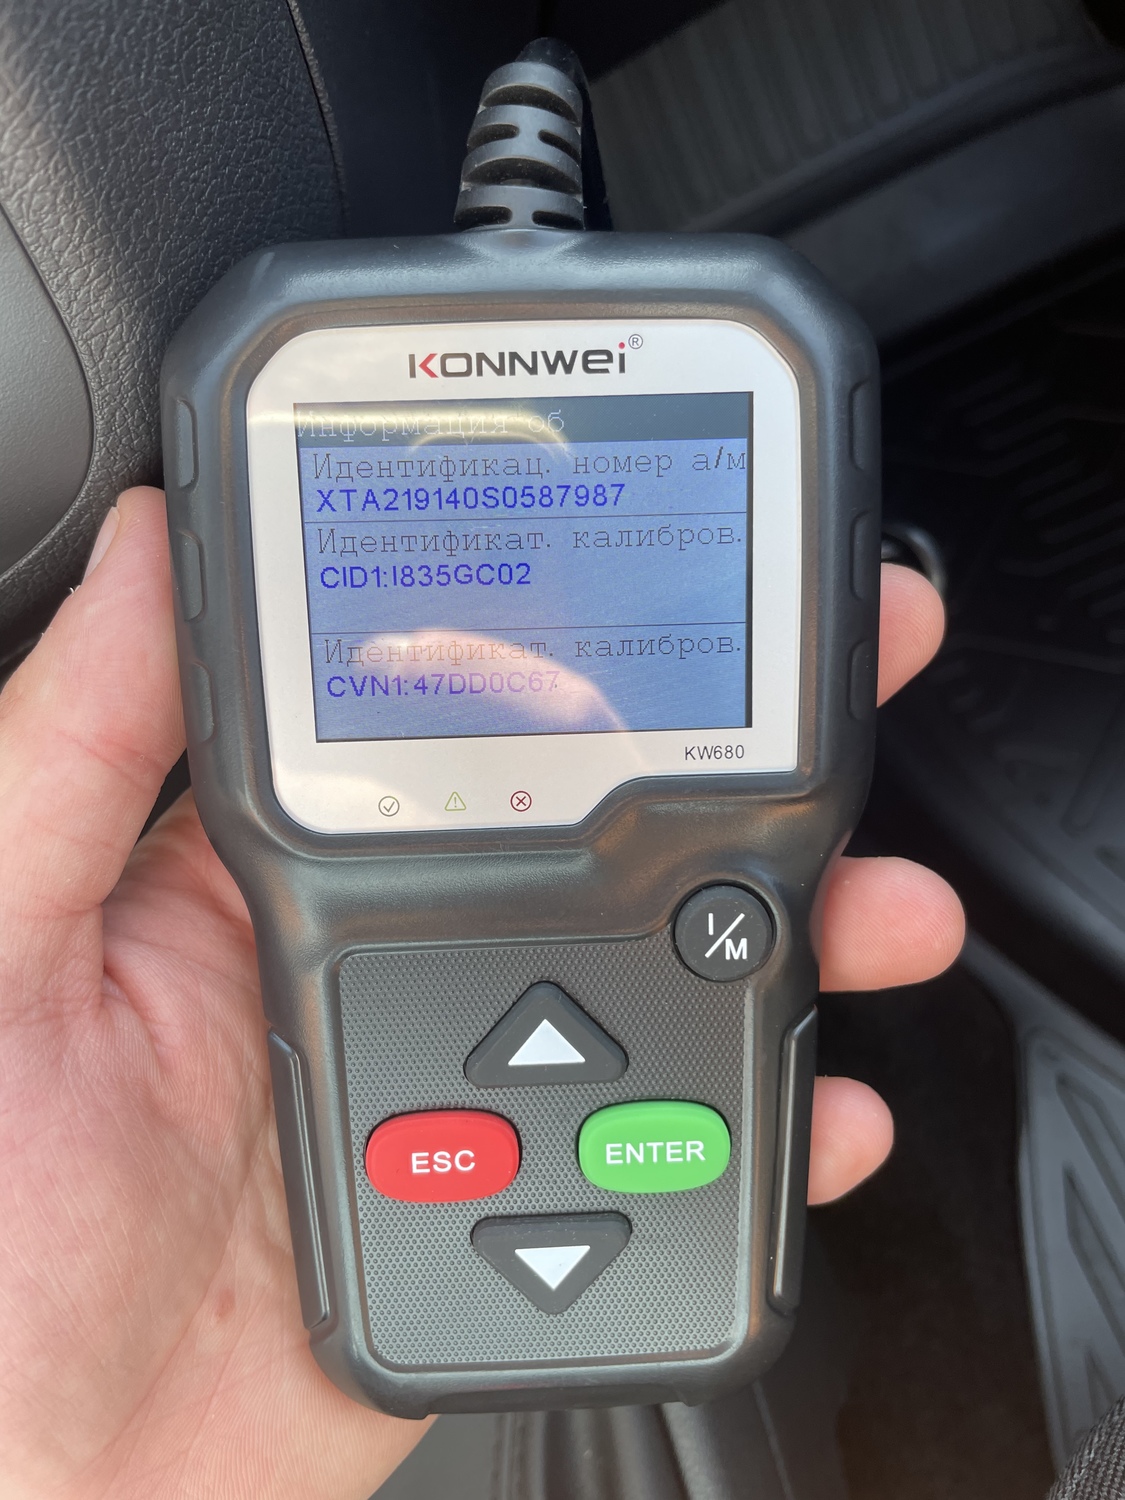 KONNWEI®
Информация об
Идентификац. номер а/м
XTA219140S0587987
Идентификат. калибров.
CID1:I835GC02
Идентификат. калибров.
CVN1:47DD0C67
KW680
I/M
ESC
ENTER